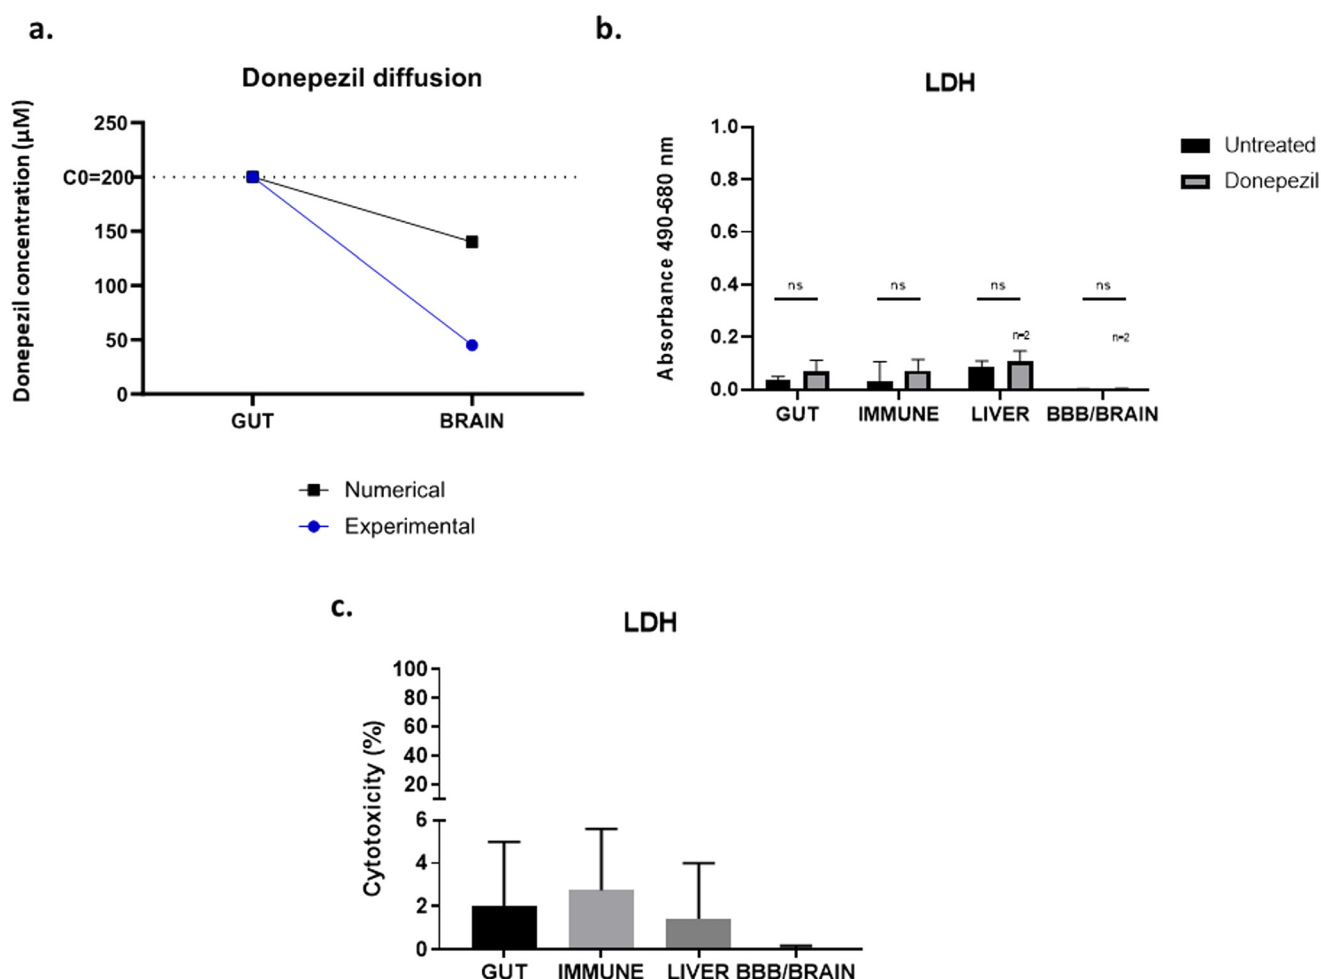 a.
Donepezil diffusion
Donepezil concentration (µM)
250
C0=200
150
100
50
0
GUT BRAIN
Numerical
Experimental
b.
LDH
Absorbance 490-680 nm
1.0
0.8
0.6
0.4
0.2
0.0
ns ns ns ns
n=2 n=2
GUT IMMUNE LIVER BBB/BRAIN
Untreated
Donepezil
c.
LDH
Cytotoxicity (%)
100
80
60
40
20
6
4
2
0
GUT IMMUNE LIVER BBB/BRAIN